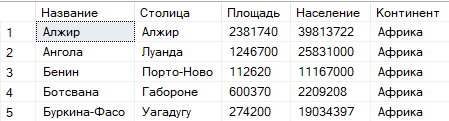 Название Столица Площадь Население Континент
1 Алжир Алжир 2381740 39813722 Африка
2 Ангола Луанда 1246700 25831000 Африка
3 Бенин Порто-Ново 112620 11167000 Африка
4 Ботсвана Габороне 600370 2209208 Африка
5 Буркина-Фасо Уагадугу 274200 19034397 Африка